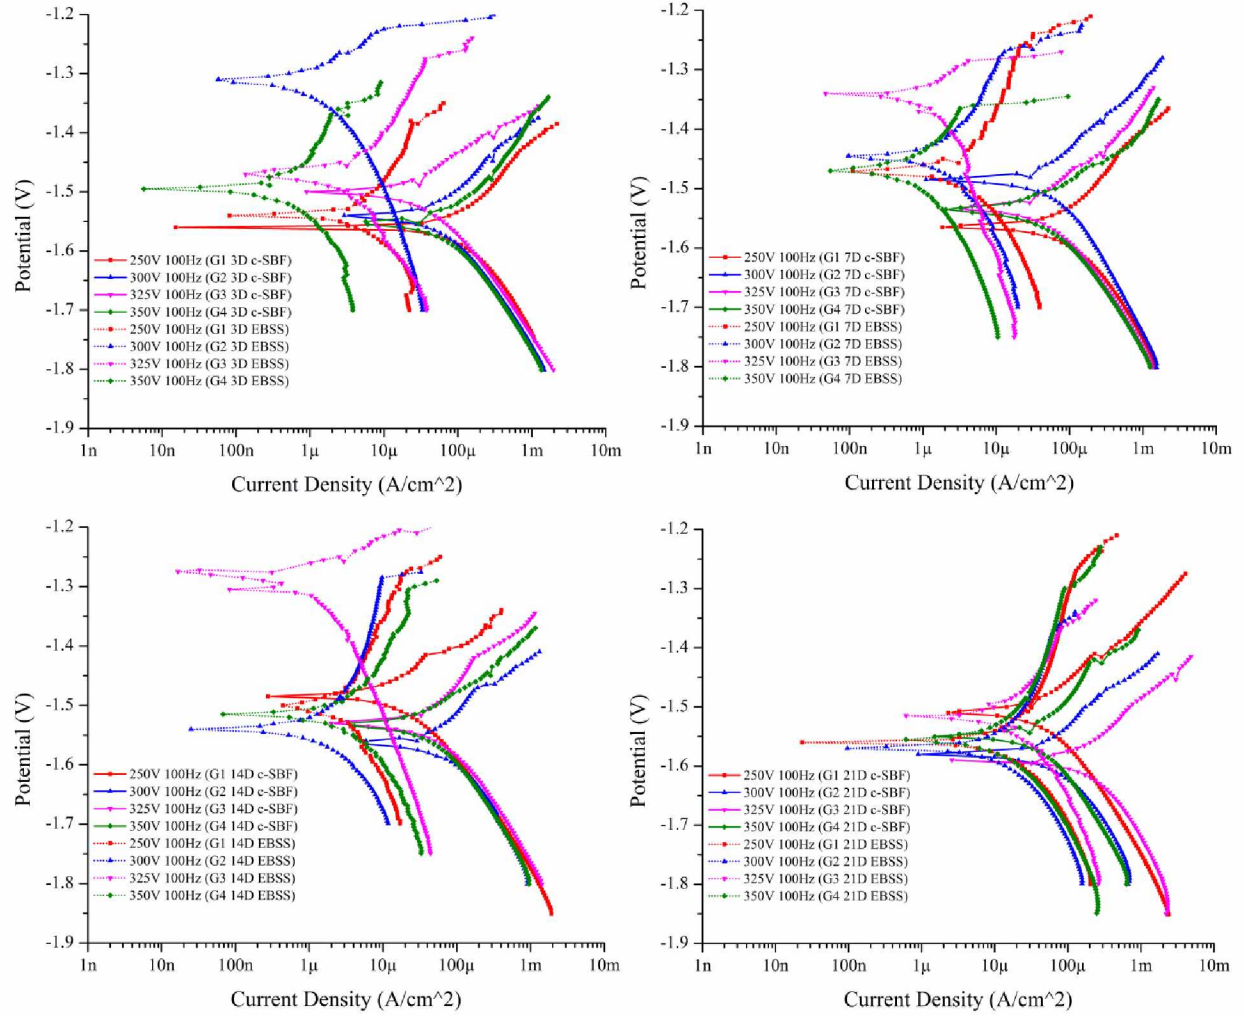 -1.2
-1.3
-1.4
-1.5
-1.6
-1.7
-1.8
-1.9
Potential (V)
250V 100Hz (G1 3D c-SBF)
300V 100Hz (G2 3D c-SBF)
325V 100Hz (G3 3D c-SBF)
350V 100Hz (G4 3D c-SBF)
250V 100Hz (G1 3D EBSS)
300V 100Hz (G2 3D EBSS)
325V 100Hz (G3 3D EBSS)
350V 100Hz (G4 3D EBSS)
1n 10n 100n 1µ 10µ 100µ 1m 10m
Current Density (A/cm^2)
-1.2
-1.3
-1.4
-1.5
-1.6
-1.7
-1.8
-1.9
Potential (V)
250V 100Hz (G1 7D c-SBF)
300V 100Hz (G2 7D c-SBF)
325V 100Hz (G3 7D c-SBF)
350V 100Hz (G4 7D c-SBF)
250V 100Hz (G1 7D EBSS)
300V 100Hz (G2 7D EBSS)
325V 100Hz (G3 7D EBSS)
350V 100Hz (G4 7D EBSS)
1n 10n 100n 1µ 10µ 100µ 1m 10m
Current Density (A/cm^2)
-1.2
-1.3
-1.4
-1.5
-1.6
-1.7
-1.8
-1.9
Potential (V)
250V 100Hz (G1 14D c-SBF)
300V 100Hz (G2 14D c-SBF)
325V 100Hz (G3 14D c-SBF)
350V 100Hz (G4 14D c-SBF)
250V 100Hz (G1 14D EBSS)
300V 100Hz (G2 14D EBSS)
325V 100Hz (G3 14D EBSS)
350V 100Hz (G4 14D EBSS)
1n 10n 100n 1µ 10µ 100µ 1m 10m
Current Density (A/cm^2)
-1.2
-1.3
-1.4
-1.5
-1.6
-1.7
-1.8
-1.9
Potential (V)
250V 100Hz (G1 21D c-SBF)
300V 100Hz (G2 21D c-SBF)
325V 100Hz (G3 21D c-SBF)
350V 100Hz (G4 21D c-SBF)
250V 100Hz (G1 21D EBSS)
300V 100Hz (G2 21D EBSS)
325V 100Hz (G3 21D EBSS)
350V 100Hz (G4 21D EBSS)
1n 10n 100n 1µ 10µ 100µ 1m 10m
Current Density (A/cm^2)